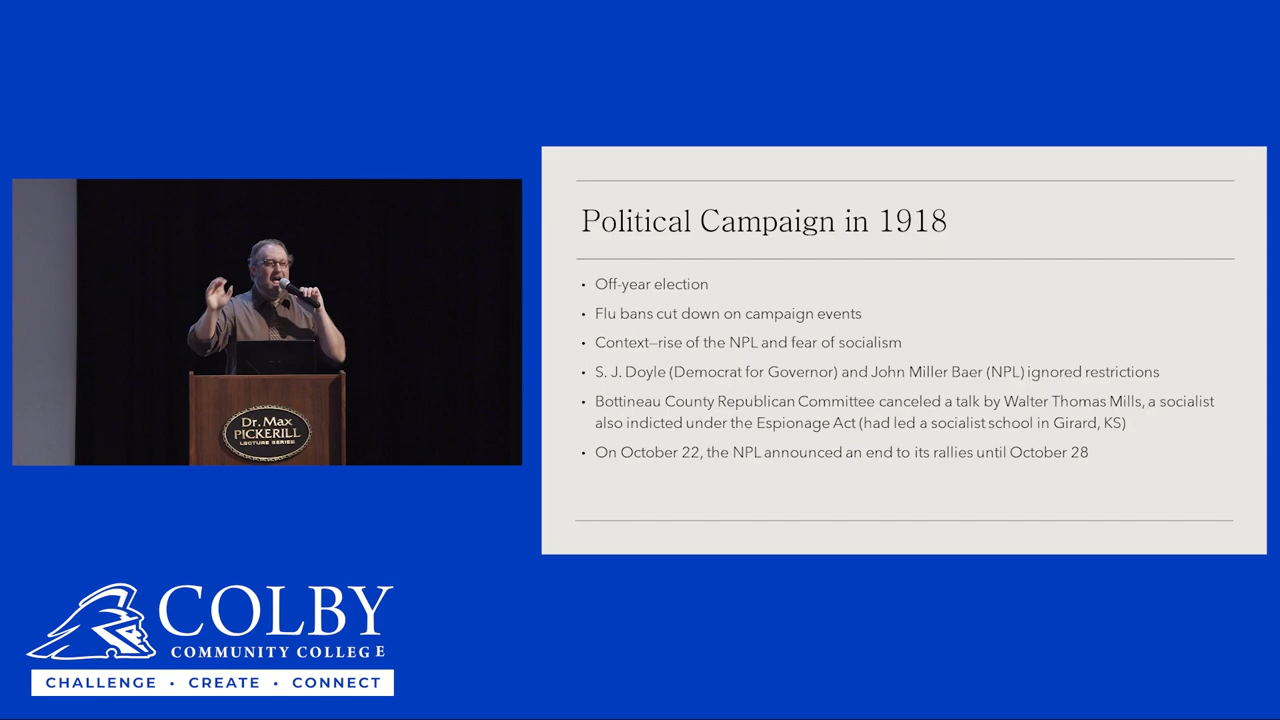 Political Campaign in 1918
• Off-year election
• Flu bans cut down on campaign events
• Context—rise of the NPL and fear of socialism
• S. J. Doyle (Democrat for Governor) and John Miller Baer (NPL) ignored restrictions
• Bottineau County Republican Committee canceled a talk by Walter Thomas Mills, a socialist
also indicted under the Espionage Act (had led a socialist school in Girard, KS)
• On October 22, the NPL announced an end to its rallies until October 28
Dr. Max
PICKERILL
LECTURE SERIES
COLBY
COMMUNITY COLLEGE
CHALLENGE • CREATE • CONNECT